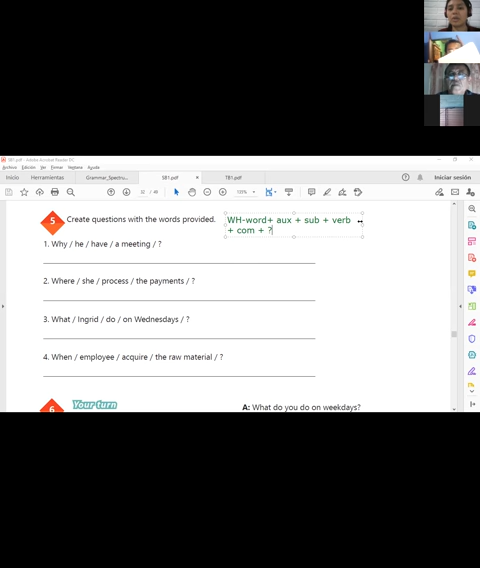 SB1.pdf - Adobe Acrobat Reader DC
Archivo Edición Ver Firmar Ventana Ayuda
Inicio Herramientas Grammar_Spectru... SB1.pdf × TB1.pdf Iniciar sesión
32 / 48 135%
5 Create questions with the words provided.
WH-word+ aux + sub + verb
+ com + ?
1. Why / he / have / a meeting / ?
2. Where / she / process / the payments / ?
3. What / Ingrid / do / on Wednesdays / ?
4. When / employee / acquire / the raw material / ?
6 Your turn
A: What do you do on weekdays?